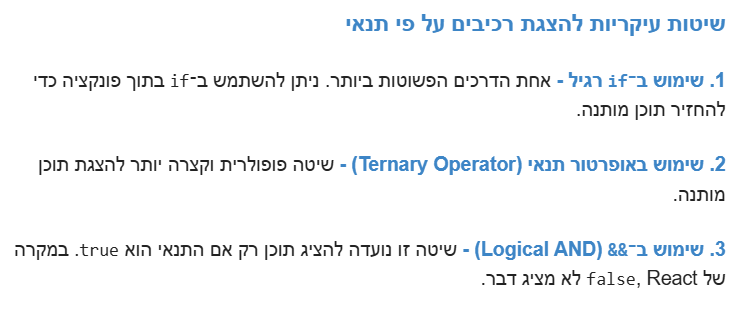 שיטות עיקריות להצגת רכיבים על פי תנאי
1. שימוש ב־if רגיל - אחת הדרכים הפשוטות ביותר. ניתן להשתמש ב־if בתוך פונקציה כדי
להחזיר תוכן מותנה.
2. שימוש באופרטור תנאי (Ternary Operator) - שיטה פופולרית וקצרה יותר להצגת תוכן
מותנה.
3. שימוש ב־&& (Logical AND) - שיטה זו נועדה להציג תוכן רק אם התנאי הוא true. במקרה
של false, React לא מציג דבר.